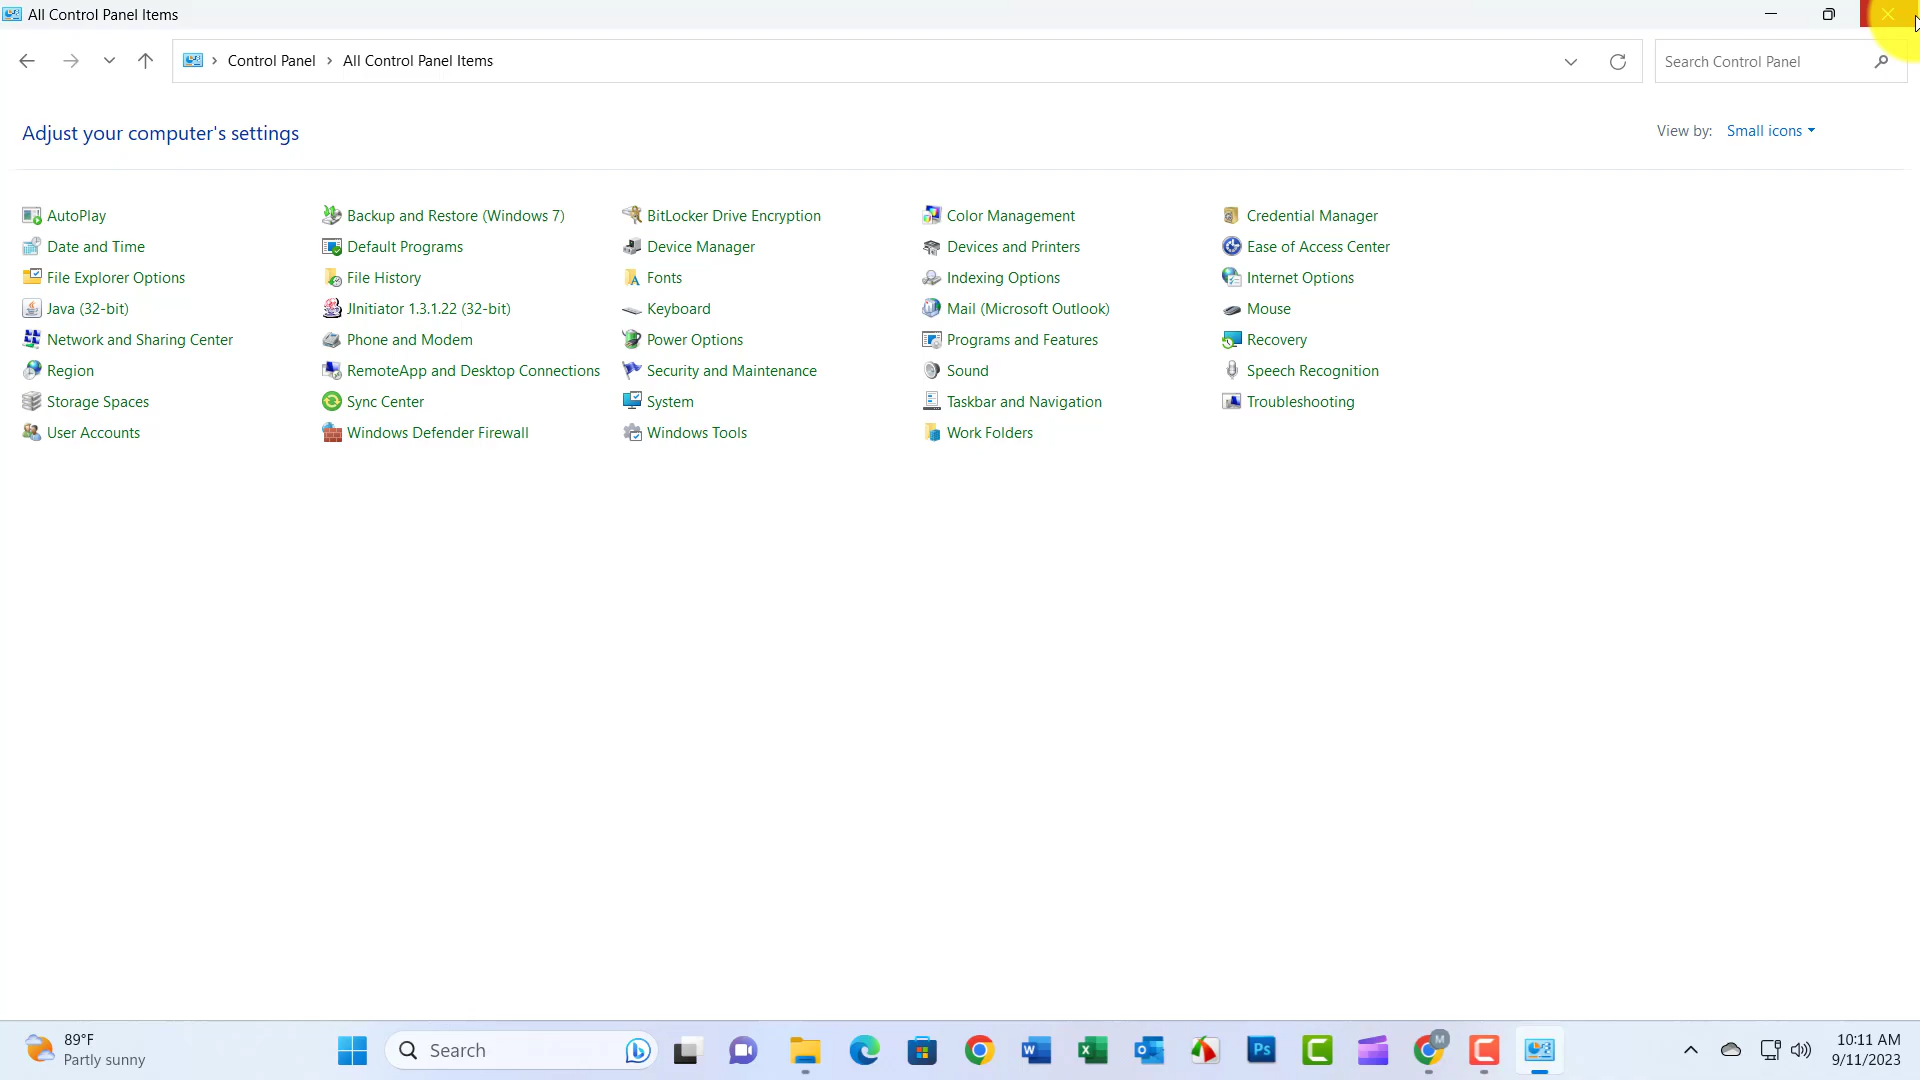 All Control Panel Items
Control Panel All Control Panel Items
Search Control Panel
Adjust your computer's settings
View by: Small icons
AutoPlay Backup and Restore (Windows 7) BitLocker Drive Encryption Color Management Credential Manager
Date and Time Default Programs Device Manager Devices and Printers Ease of Access Center
File Explorer Options File History Fonts Indexing Options Internet Options
Java (32-bit) JInitiator 1.3.1.22 (32-bit) Keyboard Mail (Microsoft Outlook) Mouse
Network and Sharing Center Phone and Modem Power Options Programs and Features Recovery
Region RemoteApp and Desktop Connections Security and Maintenance Sound Speech Recognition
Storage Spaces Sync Center System Taskbar and Navigation Troubleshooting
User Accounts Windows Defender Firewall Windows Tools Work Folders
89°F
Partly sunny
Search
Ps
M
10:11 AM
9/11/2023